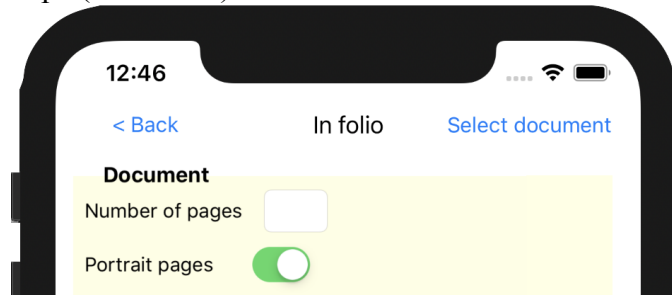 12:46
< Back In folio Select document
Document
Number of pages
Portrait pages